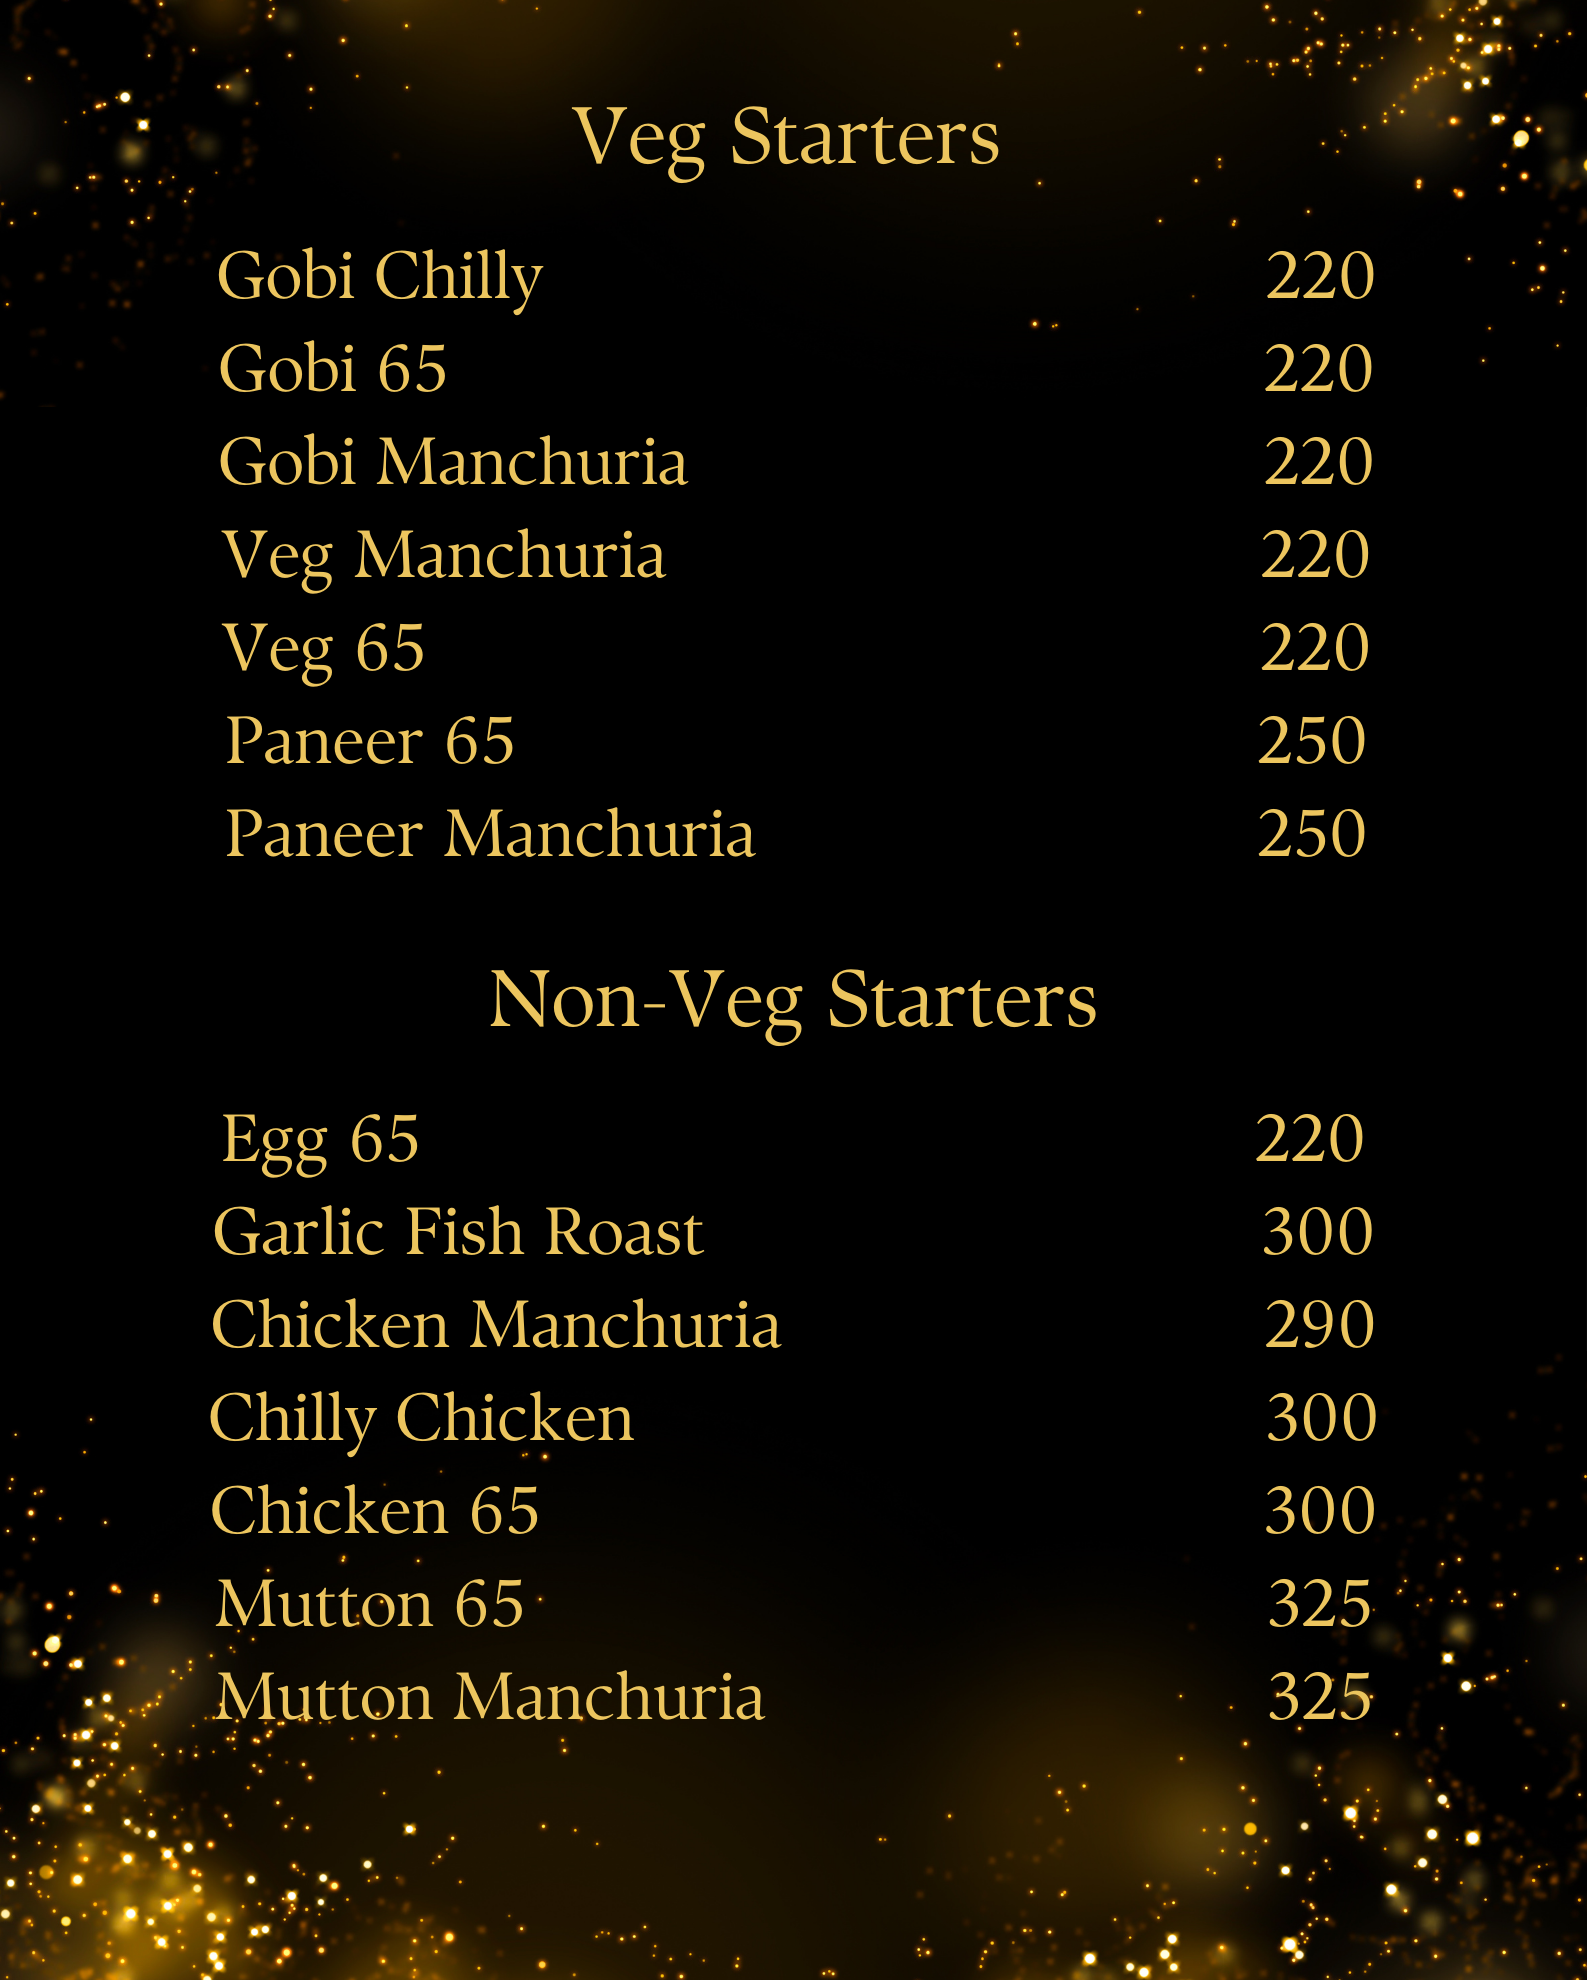 Veg Starters
Gobi Chilly 220
Gobi 65 220
Gobi Manchuria 220
Veg Manchuria 220
Veg 65 220
Paneer 65 250
Paneer Manchuria 250
Non-Veg Starters
Egg 65 220
Garlic Fish Roast 300
Chicken Manchuria 290
Chilly Chicken 300
Chicken 65 300
Mutton 65 325
Mutton Manchuria 325